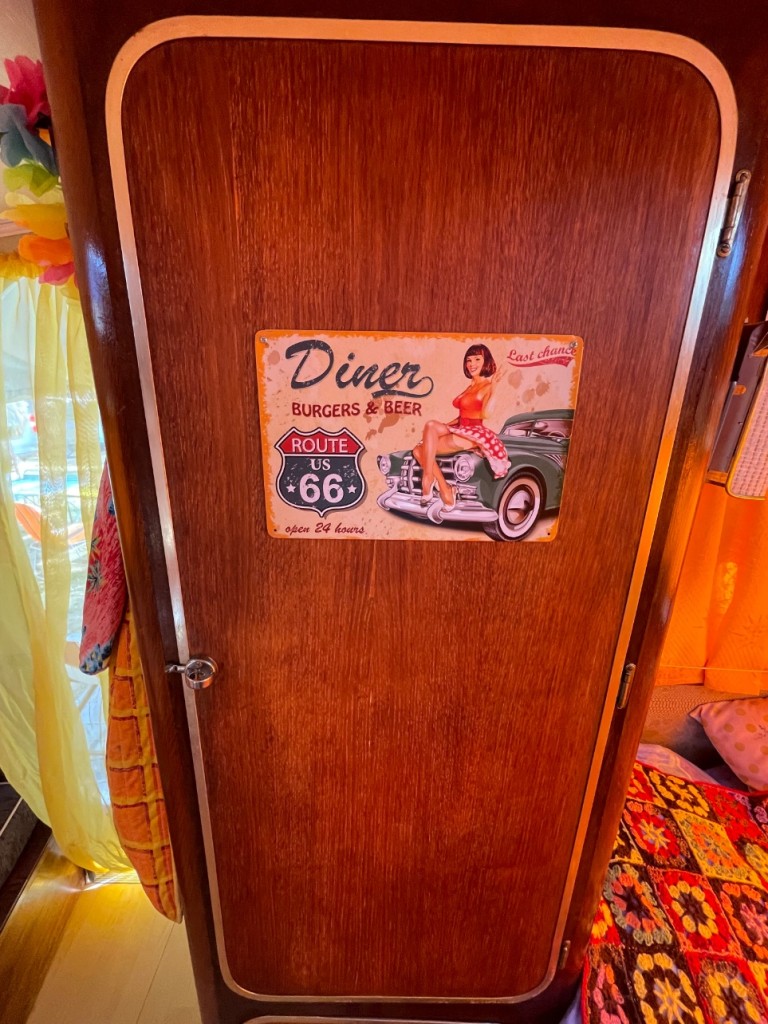 Diner
Last chance
BURGERS & BEER
ROUTE
US
66
open 24 hours